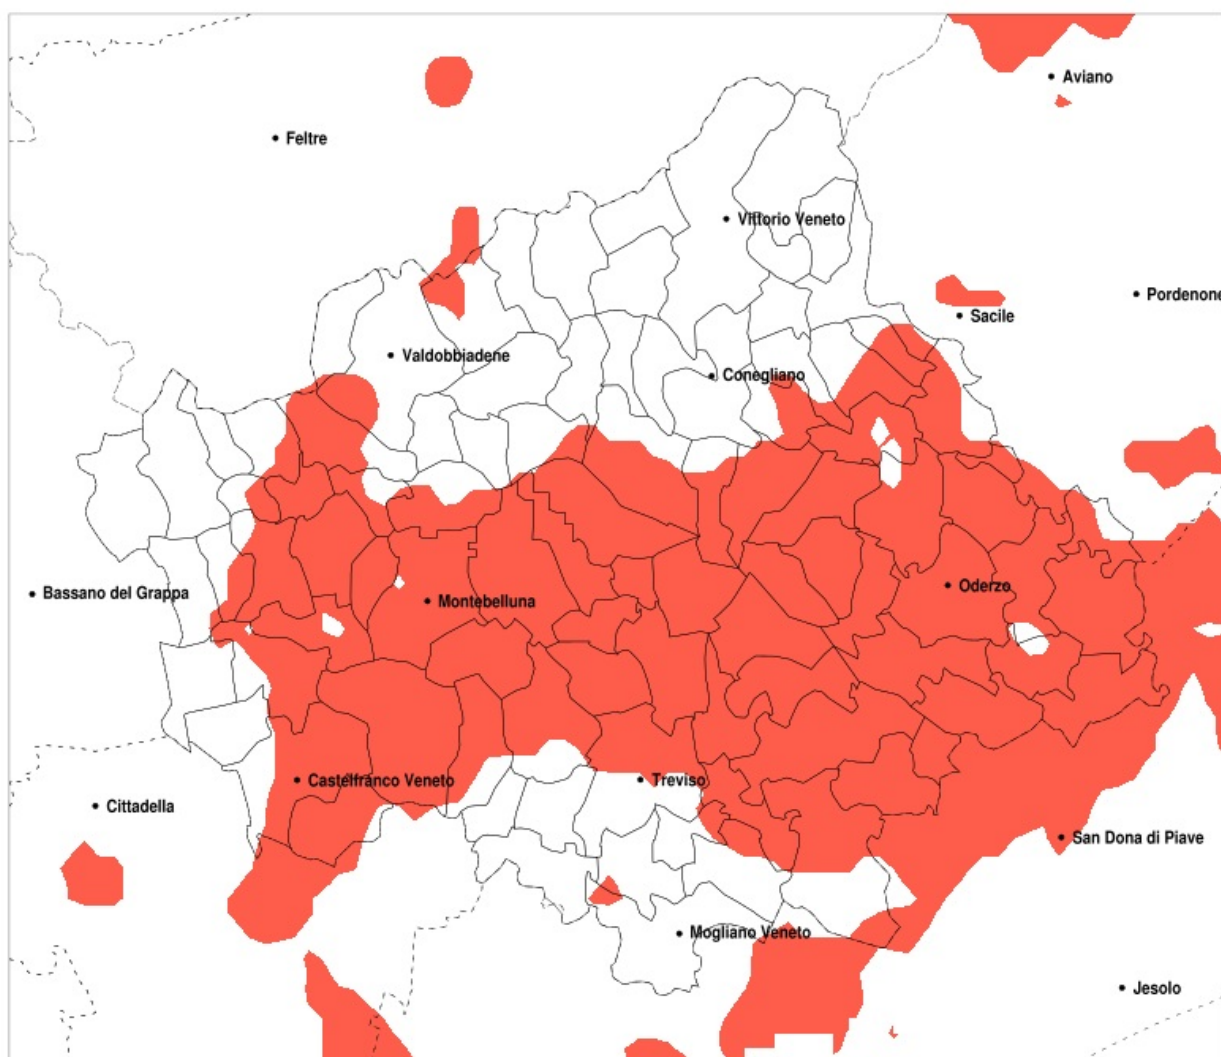 Aviano
Feltre
Vittorio Veneto
Pordenone
Sacile
Valdobbiadene
Conegliano
Oderzo
Bassano del Grappa
Montebelluna
Castelfranco Veneto
Treviso
Cittadella
San Dona di Piave
Mogliano Veneto
Jesolo